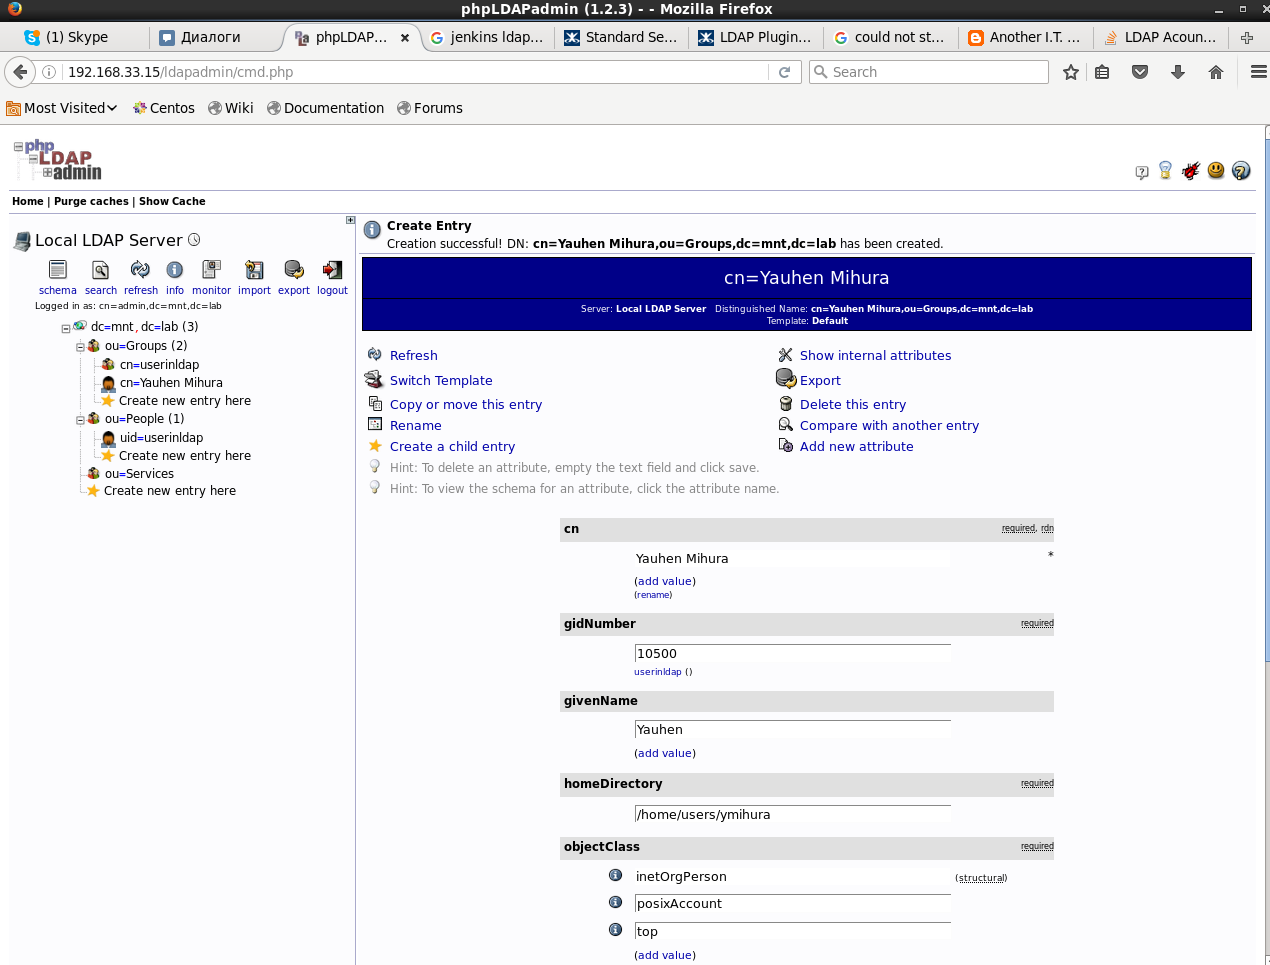 phpLDAPadmin (1.2.3) - - Mozilla Firefox
(1) Skype
Диалоги
phpLDAP...
jenkins ldap...
Standard Se...
LDAP Plugin...
could not st...
Another I.T. ...
LDAP Acoun...
192.168.33.15/ldapadmin/cmd.php
Search
Most Visited
Centos
Wiki
Documentation
Forums
php
LDAP
admin
Home | Purge caches | Show Cache
Local LDAP Server
schema search refresh info monitor import export logout
Logged in as: cn=admin,dc=mnt,dc=lab
dc=mnt,dc=lab (3)
ou=Groups (2)
cn=userinldap
cn=Yauhen Mihura
Create new entry here
ou=People (1)
uid=userinldap
Create new entry here
ou=Services
Create new entry here
Create Entry
Creation successful! DN: cn=Yauhen Mihura,ou=Groups,dc=mnt,dc=lab has been created.
cn=Yauhen Mihura
Server: Local LDAP Server Distinguished Name: cn=Yauhen Mihura,ou=Groups,dc=mnt,dc=lab
Template: Default
Refresh
Show internal attributes
Switch Template
Export
Copy or move this entry
Delete this entry
Rename
Compare with another entry
Create a child entry
Add new attribute
Hint: To delete an attribute, empty the text field and click save.
Hint: To view the schema for an attribute, click the attribute name.
cn
required, rdn
Yauhen Mihura
*
(add value)
(rename)
gidNumber
required
10500
userinldap ()
givenName
Yauhen
(add value)
homeDirectory
required
/home/users/ymihura
objectClass
required
inetOrgPerson
(structural)
posixAccount
top
(add value)